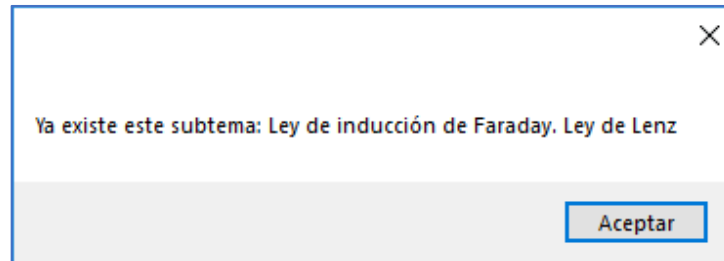 Ya existe este subtema: Ley de inducción de Faraday. Ley de Lenz
Aceptar